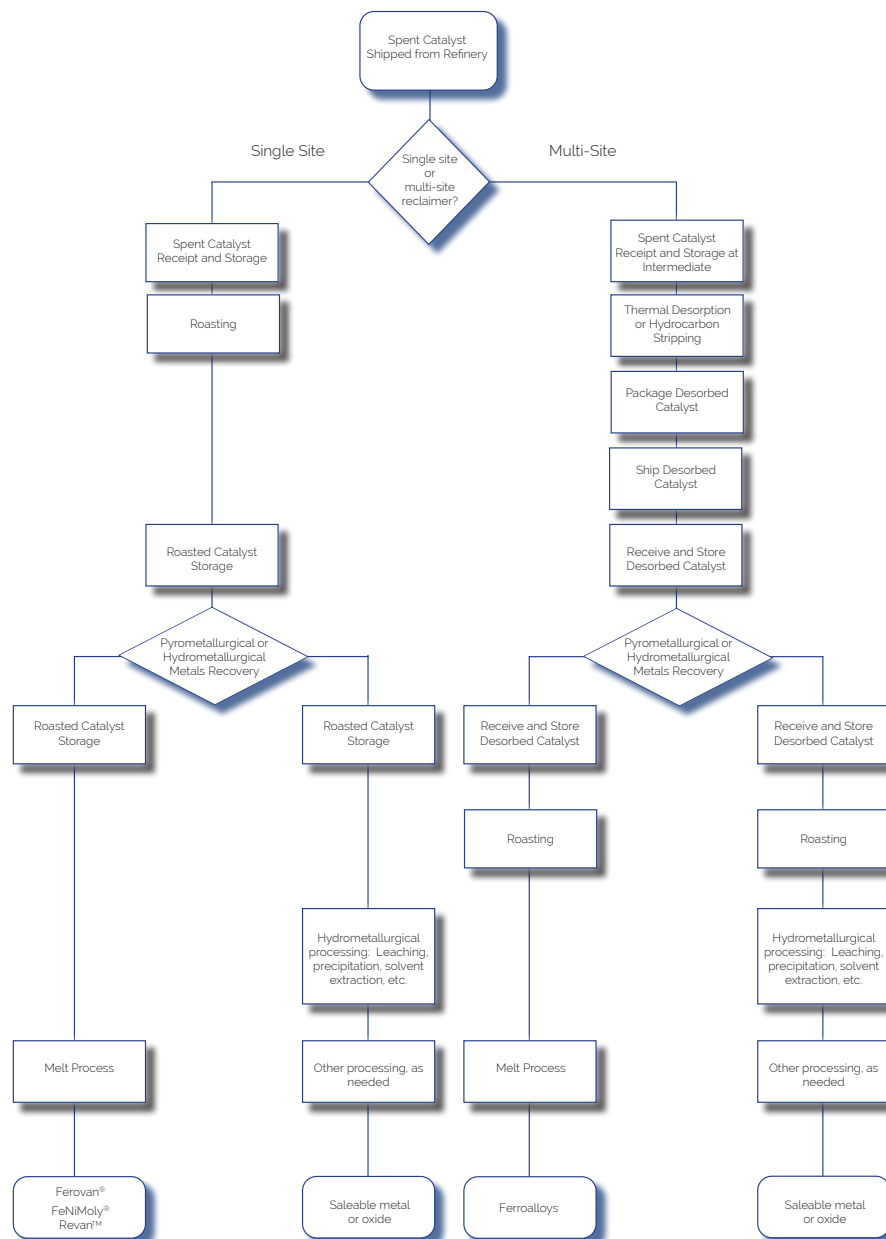 Spent Catalyst
Shipped from Refinery
Single Site
Multi-Site
Single site
or
multi-site
reclaimer?
Spent Catalyst
Receipt and Storage
Spent Catalyst
Receipt and Storage at
Intermediate
Roasting
Thermal Desorption
or Hydrocarbon
Stripping
Package Desorbed
Catalyst
Ship Desorbed
Catalyst
Roasted Catalyst
Storage
Receive and Store
Desorbed Catalyst
Pyrometallurgical or
Hydrometallurgical
Metals Recovery
Pyrometallurgical or
Hydrometallurgical
Metals Recovery
Roasted Catalyst
Storage
Roasted Catalyst
Storage
Receive and Store
Desorbed Catalyst
Receive and Store
Desorbed Catalyst
Roasting
Roasting
Hydrometallurgical
processing: Leaching,
precipitation, solvent
extraction, etc.
Hydrometallurgical
processing: Leaching,
precipitation, solvent
extraction, etc.
Melt Process
Other processing, as
needed
Melt Process
Other processing, as
needed
Ferovan®
FeNiMoly®
Revan™
Saleable metal
or oxide
Ferroalloys
Saleable metal
or oxide